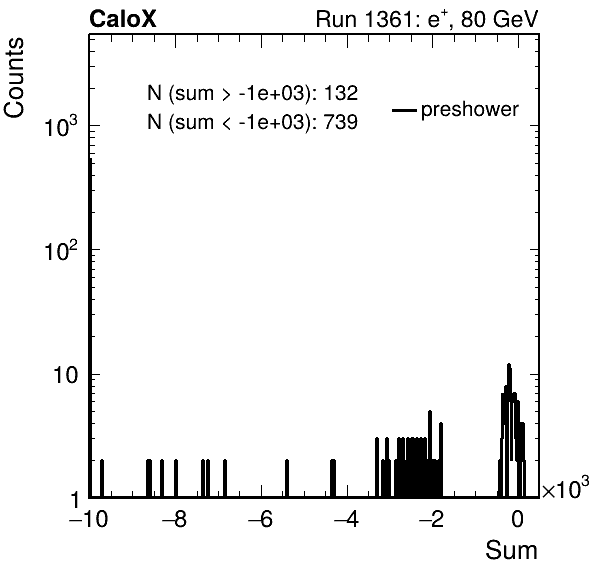 CaloX Run 1361: e⁺, 80 GeV
Counts
N (sum > -1e+03): 132
N (sum < -1e+03): 739
preshower
10³
10²
10
1
−10 −8 −6 −4 −2 0
×10³
Sum